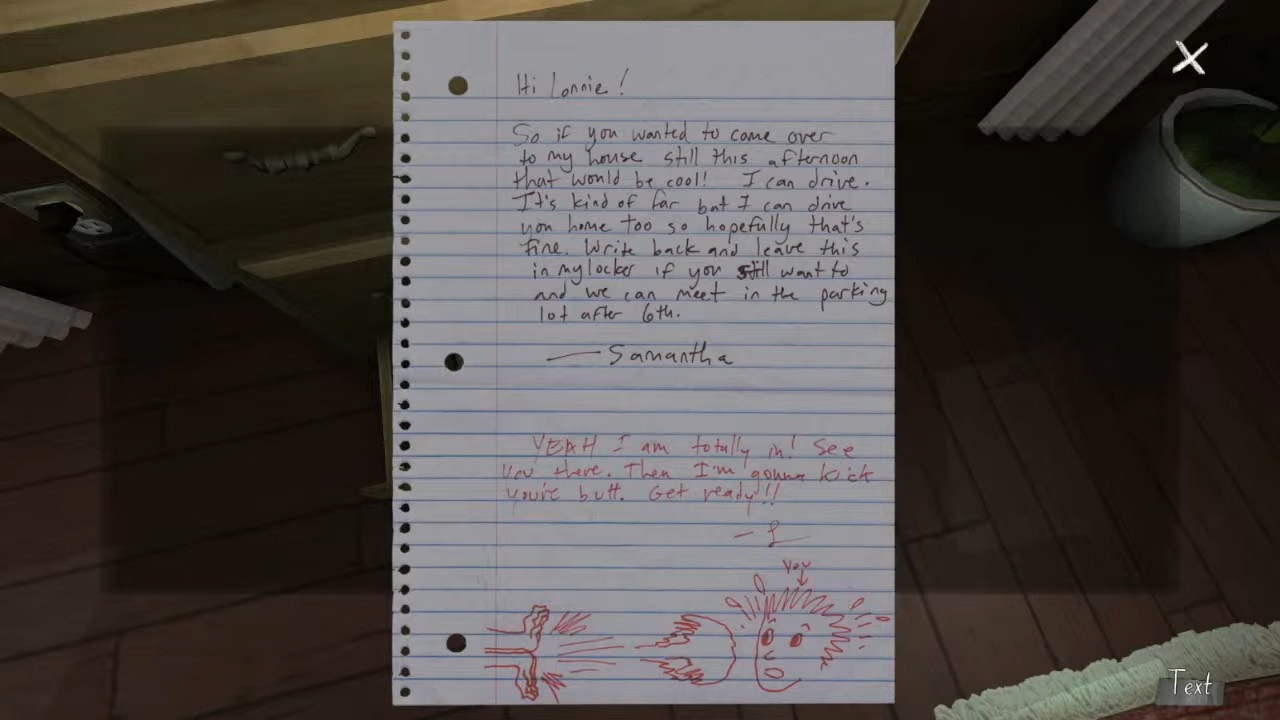 Hi Lonnie!
So if you wanted to come over
to my house still this afternoon
that would be cool! I can drive.
It's kind of far but I can drive
you home too so hopefully that's
fine. Write back and leave this
in my locker if you still want to
and we can meet in the parking
lot after 6th.
— Samantha
YEAH I am totally in! See
you there. Then I'm gonna kick
you're butt. Get ready!!
- L
You
Text